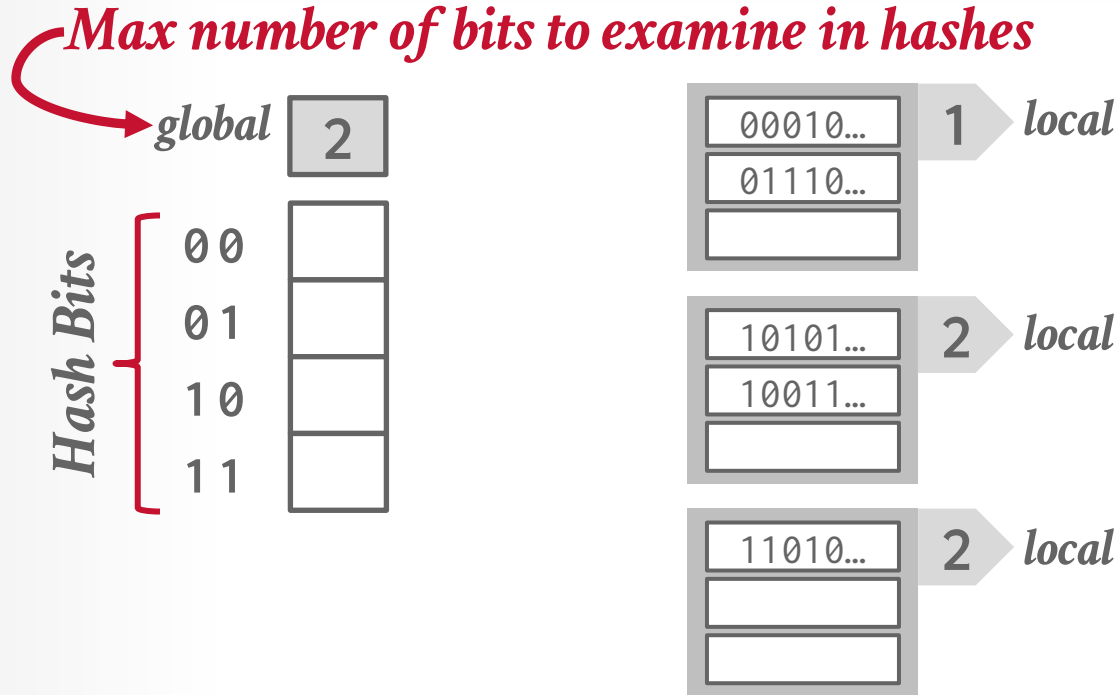 Max number of bits to examine in hashes
global 2
Hash Bits
00
01
10
11
00010… 1 local
01110…
10101… 2 local
10011…
11010… 2 local